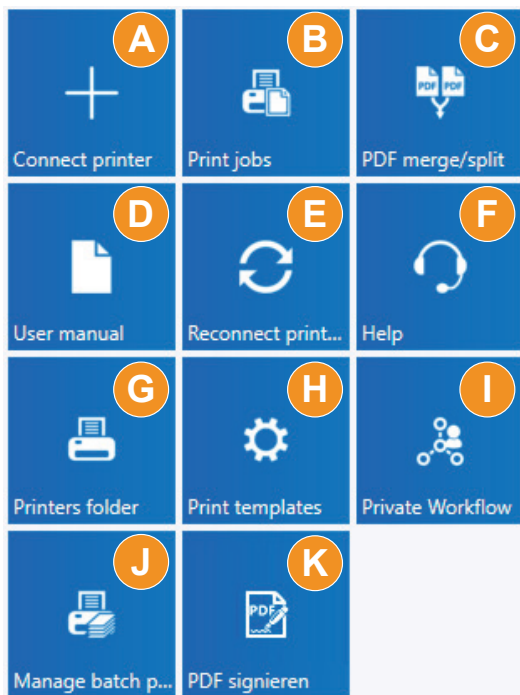 A B C
PDF PDF
Connect printer Print jobs PDF merge/split
D E F
User manual Reconnect print... Help
G H I
Printers folder Print templates Private Workflow
J K
PDF
Manage batch p... PDF signieren